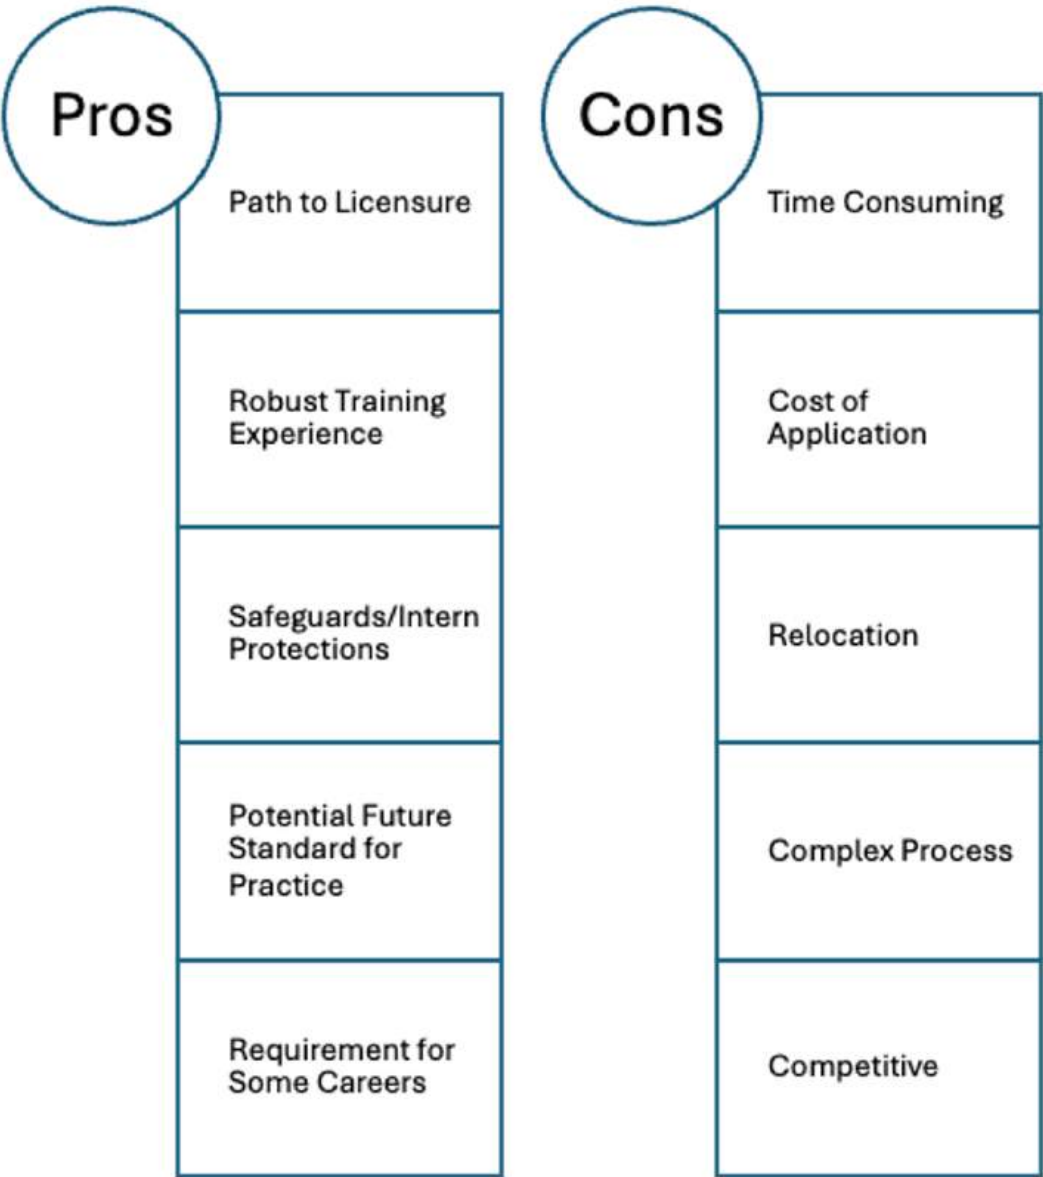 Pros
Path to Licensure
Robust Training
Experience
Safeguards/Intern
Protections
Potential Future
Standard for
Practice
Requirement for
Some Careers
Cons
Time Consuming
Cost of
Application
Relocation
Complex Process
Competitive